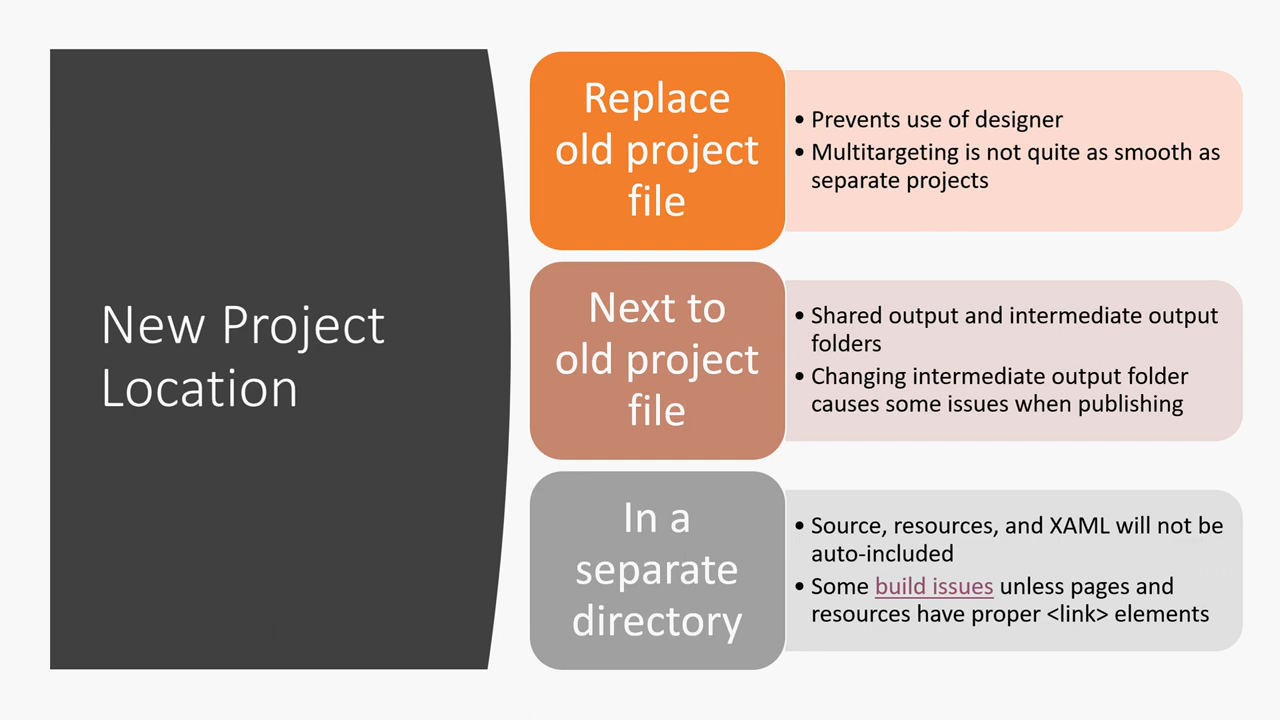 New Project
Location
Replace
old project
file
• Prevents use of designer
• Multitargeting is not quite as smooth as
separate projects
Next to
old project
file
• Shared output and intermediate output
folders
• Changing intermediate output folder
causes some issues when publishing
In a
separate
directory
• Source, resources, and XAML will not be
auto-included
• Some build issues unless pages and
resources have proper <link> elements